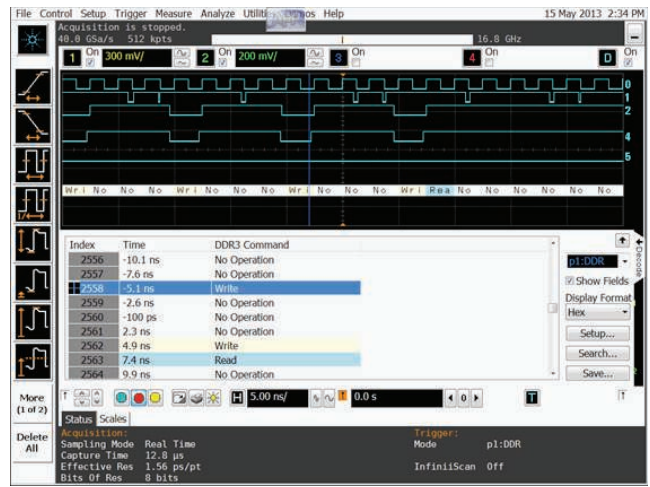 File Control Setup Trigger Measure Analyze Utilities Demos Help 15 May 2013 2:34 PM
Acquisition is stopped.
40.0 GSa/s 512 kpts 16.8 GHz
1 On 300 mV/ 2 On 200 mV/ 3 On 4 On D On
0
1
2
4
5
Wri No No No Wri No No No Wri No No No Wri Rea No No No No No No
Index Time DDR3 Command
2556 -10.1 ns No Operation
2557 -7.6 ns No Operation
2558 -5.1 ns Write
2559 -2.6 ns No Operation
2560 -100 ps No Operation
2561 2.3 ns No Operation
2562 4.9 ns Write
2563 7.4 ns Read
2564 9.9 ns No Operation
Decode
p1:DDR
Show Fields
Display Format
Hex
Setup...
Search...
Save...
More
(1 of 2)
Delete
All
H 5.00 ns/ 0.0 s 0 T
Status Scales
Acquisition: Trigger:
Sampling Mode Real Time Mode p1:DDR
Capture Time 12.8 µs
Effective Res 1.56 ps/pt InfiniiScan Off
Bits Of Res 8 bits